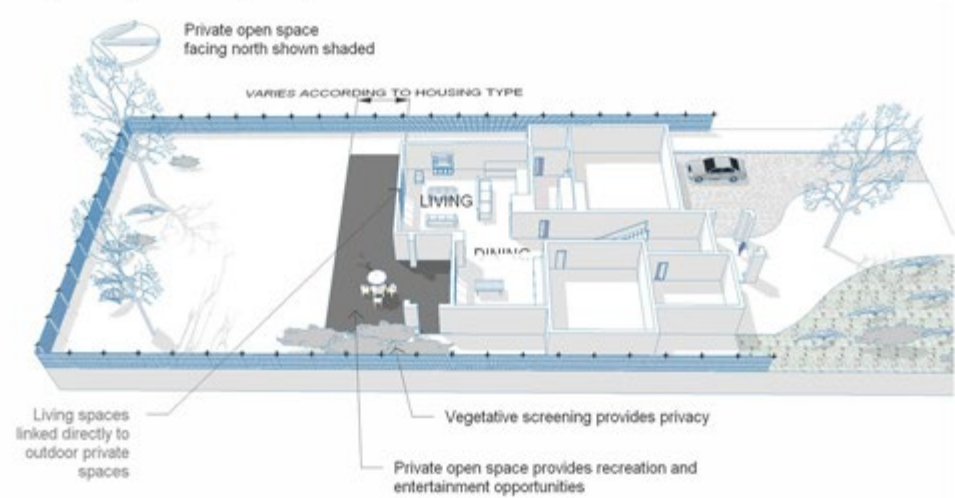 Private open space
facing north shown shaded
VARIES ACCORDING TO HOUSING TYPE
LIVING
DINING
Living spaces
linked directly to
outdoor private
spaces
Vegetative screening provides privacy
Private open space provides recreation and
entertainment opportunities